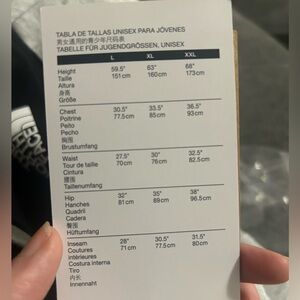 TABLA DE TALLAS UNISEX PARA JÓVENES
男女通用的青少年尺码表
TABELLE FÜR JUGENDGRÖSSEN, UNISEX
L XL XXL
Height 59.5" 63" 68"
Taille 151cm 160cm 173cm
Altura
身高
Größe
Chest 30.5" 33.5" 36.5"
Poitrine 77.5cm 85cm 93cm
Peito
Pecho
胸围
Brustumfang
Waist 27.5" 30" 32.5"
Tour de taille 70cm 76cm 82.5cm
Cintura
腰围
Taillenumfang
Hip 32" 35" 38"
Hanches 81cm 89cm 96.5cm
Quadril
Cadera
臀围
Hüftumfang
Inseam 28" 30.5" 31.5"
Coutures 71cm 77.5cm 80cm
intérieures
Costura interna
Tiro
内长
Innennaht